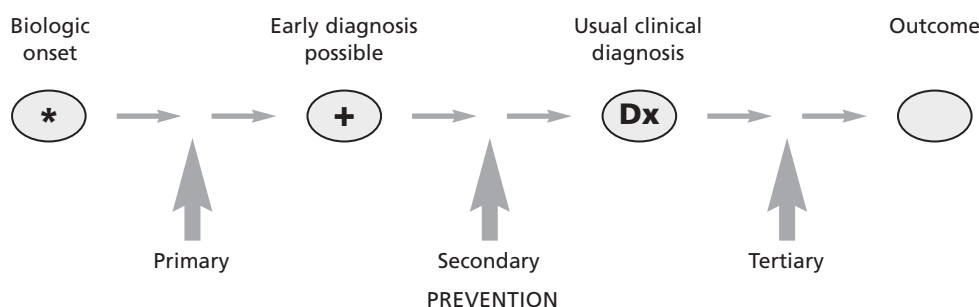 Biologic
onset
Early diagnosis
possible
Usual clinical
diagnosis
Outcome
*
+
Dx
Primary
Secondary
Tertiary
PREVENTION